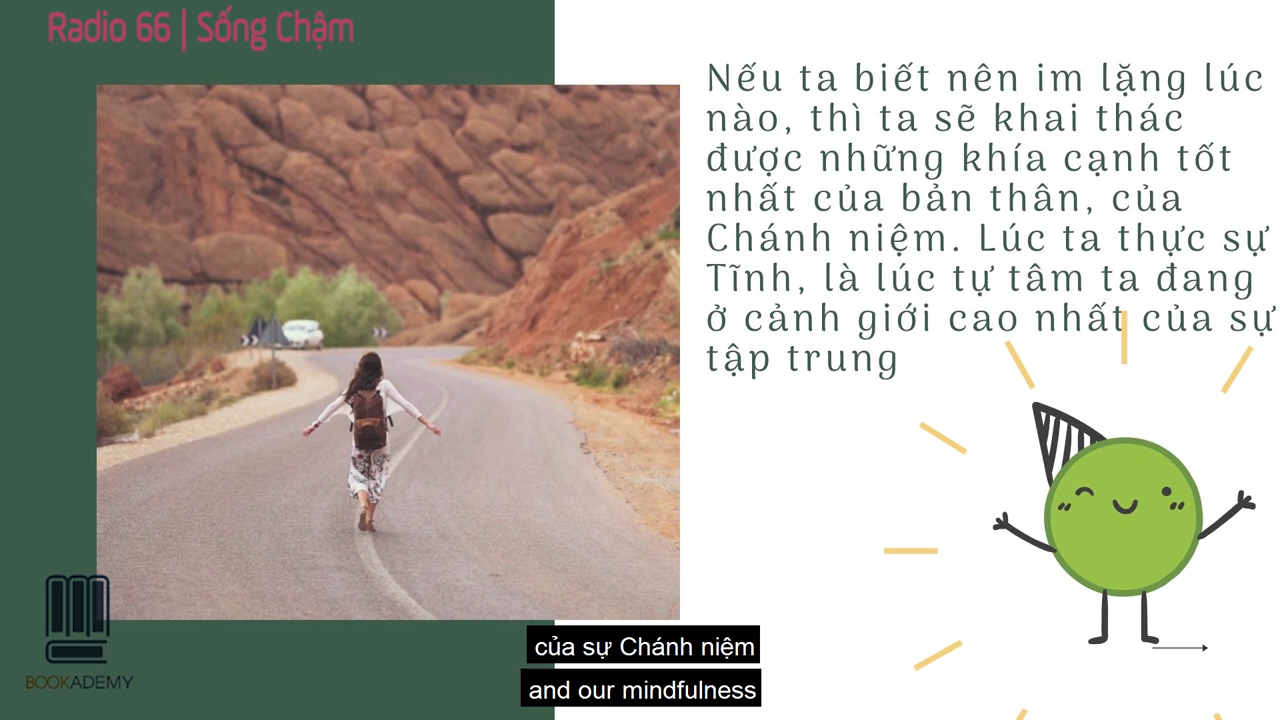 Radio 66 | Sống Chậm
Nếu ta biết nên im lặng lúc
nào, thì ta sẽ khai thác
được những khía cạnh tốt
nhất của bản thân, của
Chánh niệm. Lúc ta thực sự
Tĩnh, là lúc tự tâm ta đang
ở cảnh giới cao nhất của sự
tập trung
BOOKADEMY
của sự Chánh niệm
and our mindfulness